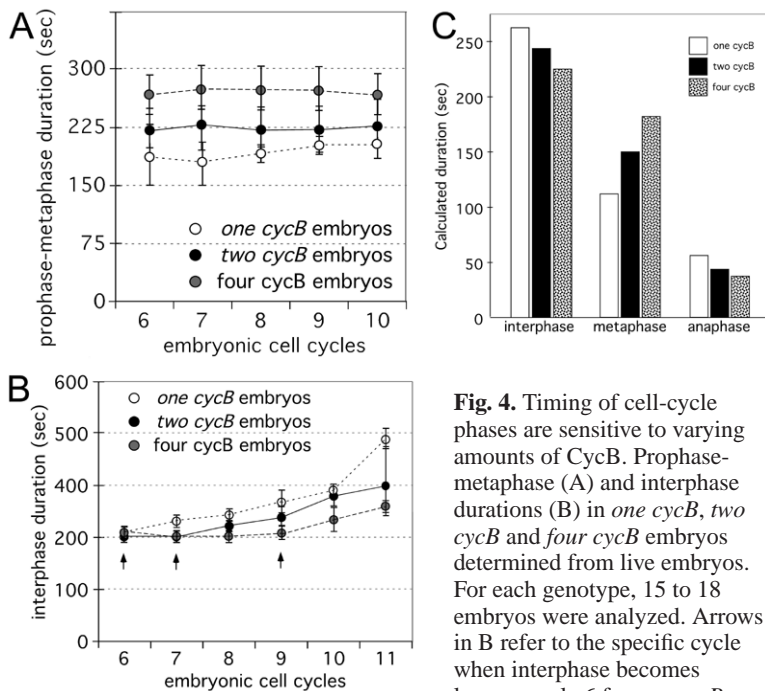 A
prophase-metaphase duration (sec)
300
225
150
75
0
one cycB embryos
two cycB embryos
four cycB embryos
6 7 8 9 10
embryonic cell cycles
B
interphase duration (sec)
600
500
400
200
100
0
one cycB embryos
two cycB embryos
four cycB embryos
6 7 8 9 10 11
embryonic cell cycles
C
Calculated duration (sec)
250
200
150
100
50
0
one cycB
two cycB
four cycB
interphase metaphase anaphase
Fig. 4. Timing of cell-cycle
phases are sensitive to varying
amounts of CycB. Prophase-
metaphase (A) and interphase
durations (B) in one cycB, two
cycB and four cycB embryos
determined from live embryos.
For each genotype, 15 to 18
embryos were analyzed. Arrows
in B refer to the specific cycle
when interphase becomes